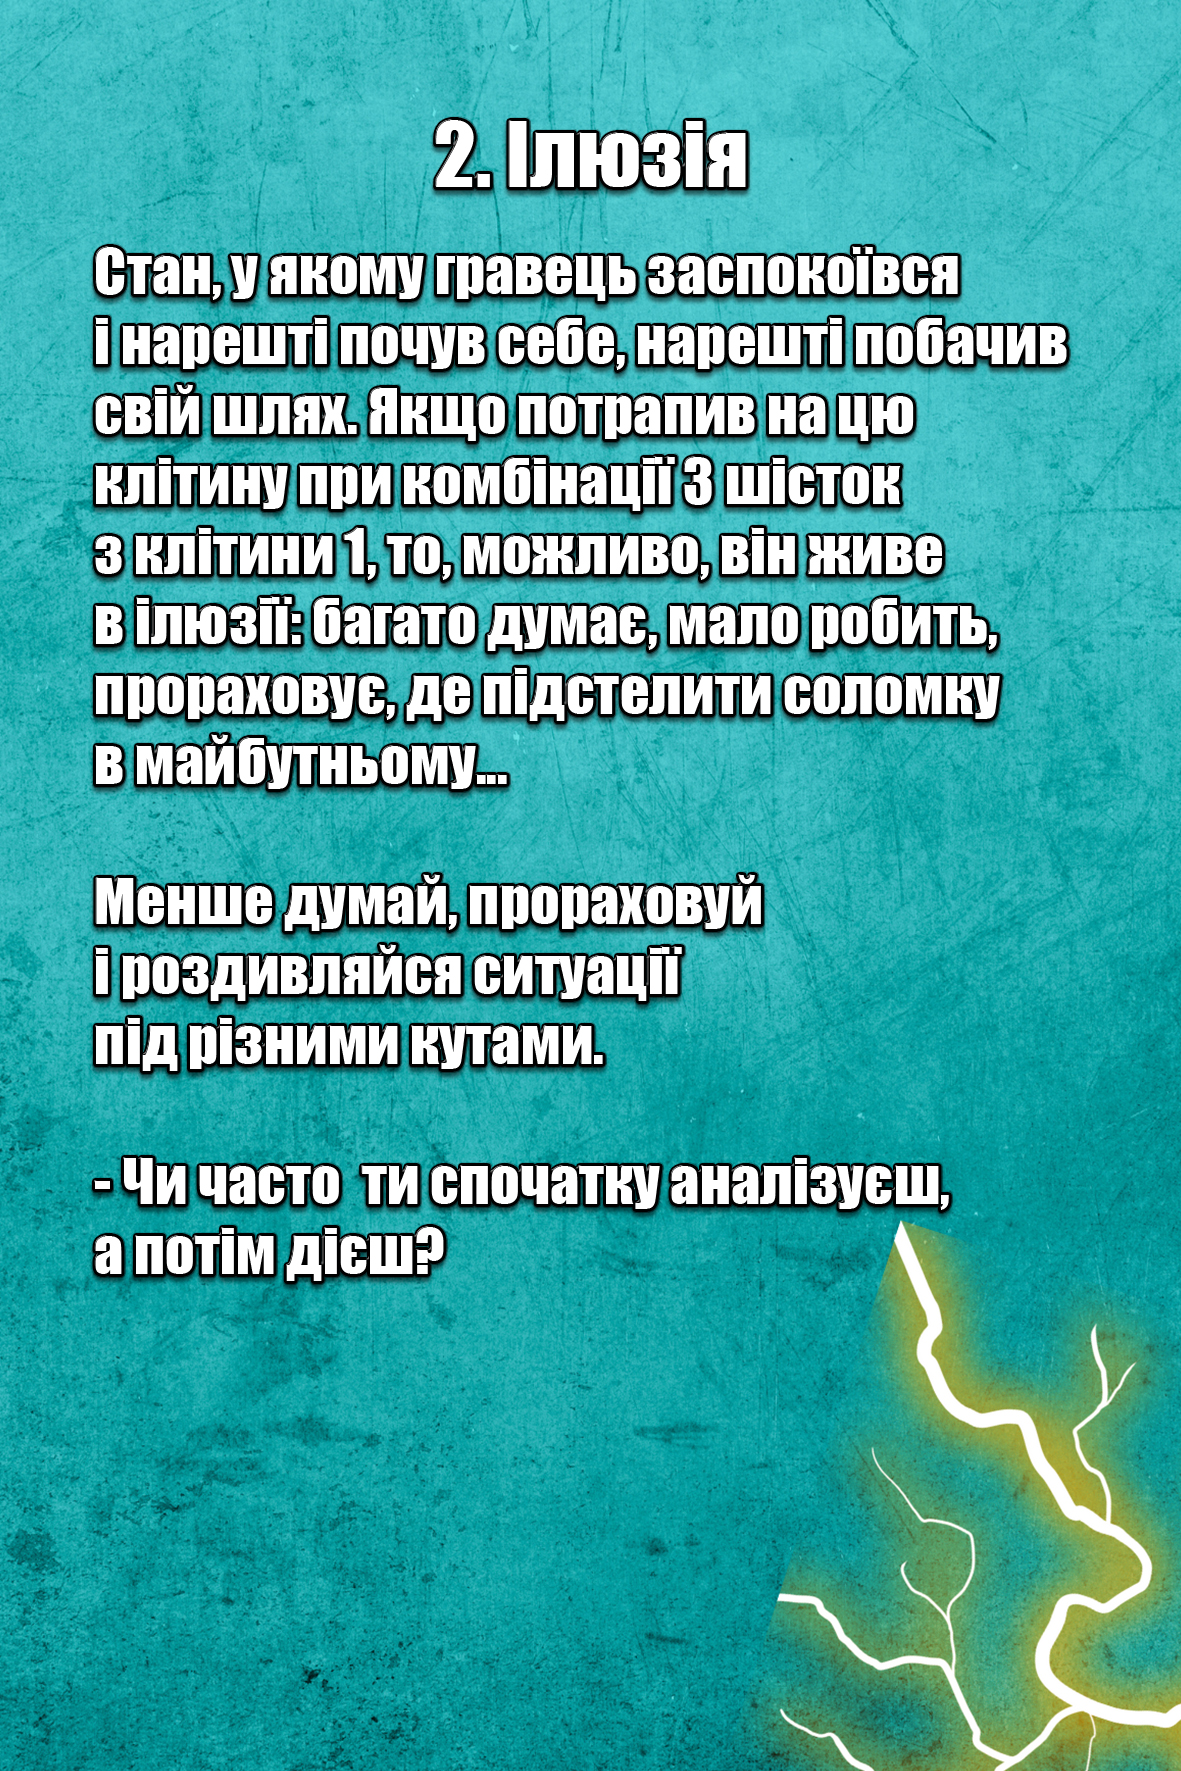 2. Ілюзія
Стан, у якому гравець заспокоївся
і нарешті почув себе, нарешті побачив
свій шлях. Якщо потрапив на цю
клітину при комбінації 3 шісток
з клітини 1, то, можливо, він живе
в ілюзії: багато думає, мало робить,
прораховує, де підстелити соломку
в майбутньому...
Менше думай, прораховуй
і роздивляйся ситуації
під різними кутами.
- Чи часто  ти спочатку аналізуєш,
а потім дієш?